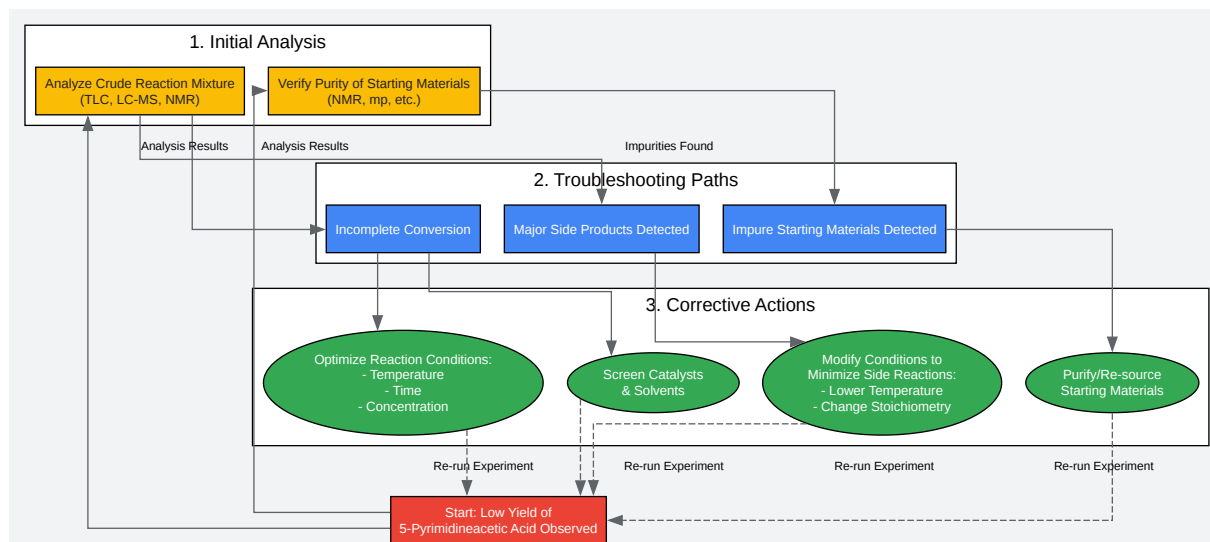 1. Initial Analysis
Analyze Crude Reaction Mixture
(TLC, LC-MS, NMR)
Verify Purity of Starting Materials
(NMR, mp, etc.)
Analysis Results
Analysis Results
Impurities Found
2. Troubleshooting Paths
Incomplete Conversion
Major Side Products Detected
Impure Starting Materials Detected
3. Corrective Actions
Optimize Reaction Conditions:
- Temperature
- Time
- Concentration
Screen Catalysts
& Solvents
Modify Conditions to
Minimize Side Reactions:
- Lower Temperature
- Change Stoichiometry
Purify/Re-source
Starting Materials
Re-run Experiment
Re-run Experiment
Re-run Experiment
Re-run Experiment
Start: Low Yield of
5-Pyrimidineacetic Acid Observed